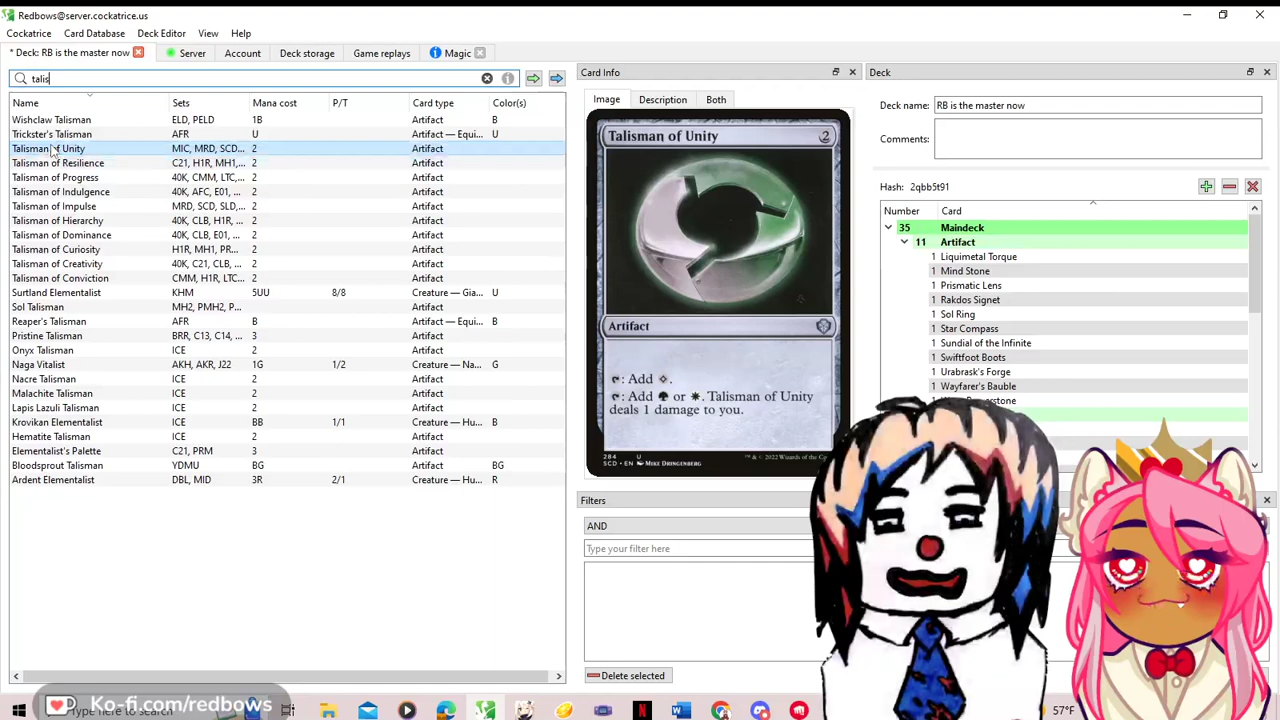 Redbows@server.cockatrice.us
Cockatrice Card Database Deck Editor View Help
* Deck: RB is the master now Server Account Deck storage Game replays Magic
talis
Name Sets Mana cost P/T Card type Color(s)
Wishclaw Talisman ELD, PELD 1B Artifact B
Trickster's Talisman AFR U Artifact — Equi... U
Talisman of Unity MIC, MRD, SCD... 2 Artifact
Talisman of Resilience C21, H1R, MH1,... 2 Artifact
Talisman of Progress 40K, CMM, LTC,... 2 Artifact
Talisman of Indulgence 40K, AFC, E01, ... 2 Artifact
Talisman of Impulse MRD, SCD, SLD,... 2 Artifact
Talisman of Hierarchy 40K, CLB, H1R,... 2 Artifact
Talisman of Dominance 40K, CLB, E01,... 2 Artifact
Talisman of Curiosity H1R, MH1, PR... 2 Artifact
Talisman of Creativity 40K, C21, CLB, ... 2 Artifact
Talisman of Conviction CMM, H1R, LTC... 2 Artifact
Surtland Elementalist KHM 5UU 8/8 Creature — Gia... U
Sol Talisman MH2, PMH2, P... Artifact
Reaper's Talisman AFR B Artifact — Equi... B
Pristine Talisman BRR, C13, C14, ... 3 Artifact
Onyx Talisman ICE 2 Artifact
Naga Vitalist AKH, AKR, J22 1G 1/2 Creature — Na... G
Nacre Talisman ICE 2 Artifact
Malachite Talisman ICE 2 Artifact
Lapis Lazuli Talisman ICE 2 Artifact
Krovikan Elementalist ICE BB 1/1 Creature — Hu... B
Hematite Talisman ICE 2 Artifact
Elementalist's Palette C21, PRM 3 Artifact
Bloodsprout Talisman YDMU BG Artifact BG
Ardent Elementalist DBL, MID 3R 2/1 Creature — Hu... R
Card Info
Image Description Both
Talisman of Unity 2
Artifact
: Add .
: Add or . Talisman of Unity
deals 1 damage to you.
284 U
SCD • EN Mike Dringenberg ™ & © 2022 Wizards of the
Filters
AND
Type your filter here
Delete selected
Deck
Deck name: RB is the master now
Comments:
Hash: 2qbb5t91
Number Card
35 Maindeck
11 Artifact
1 Liquimetal Torque
1 Mind Stone
1 Prismatic Lens
1 Rakdos Signet
1 Sol Ring
1 Star Compass
1 Sundial of the Infinite
1 Swiftfoot Boots
1 Urabrask's Forge
1 Wayfarer's Bauble
Ko-fi.com/redbows
Type here to search
57°F